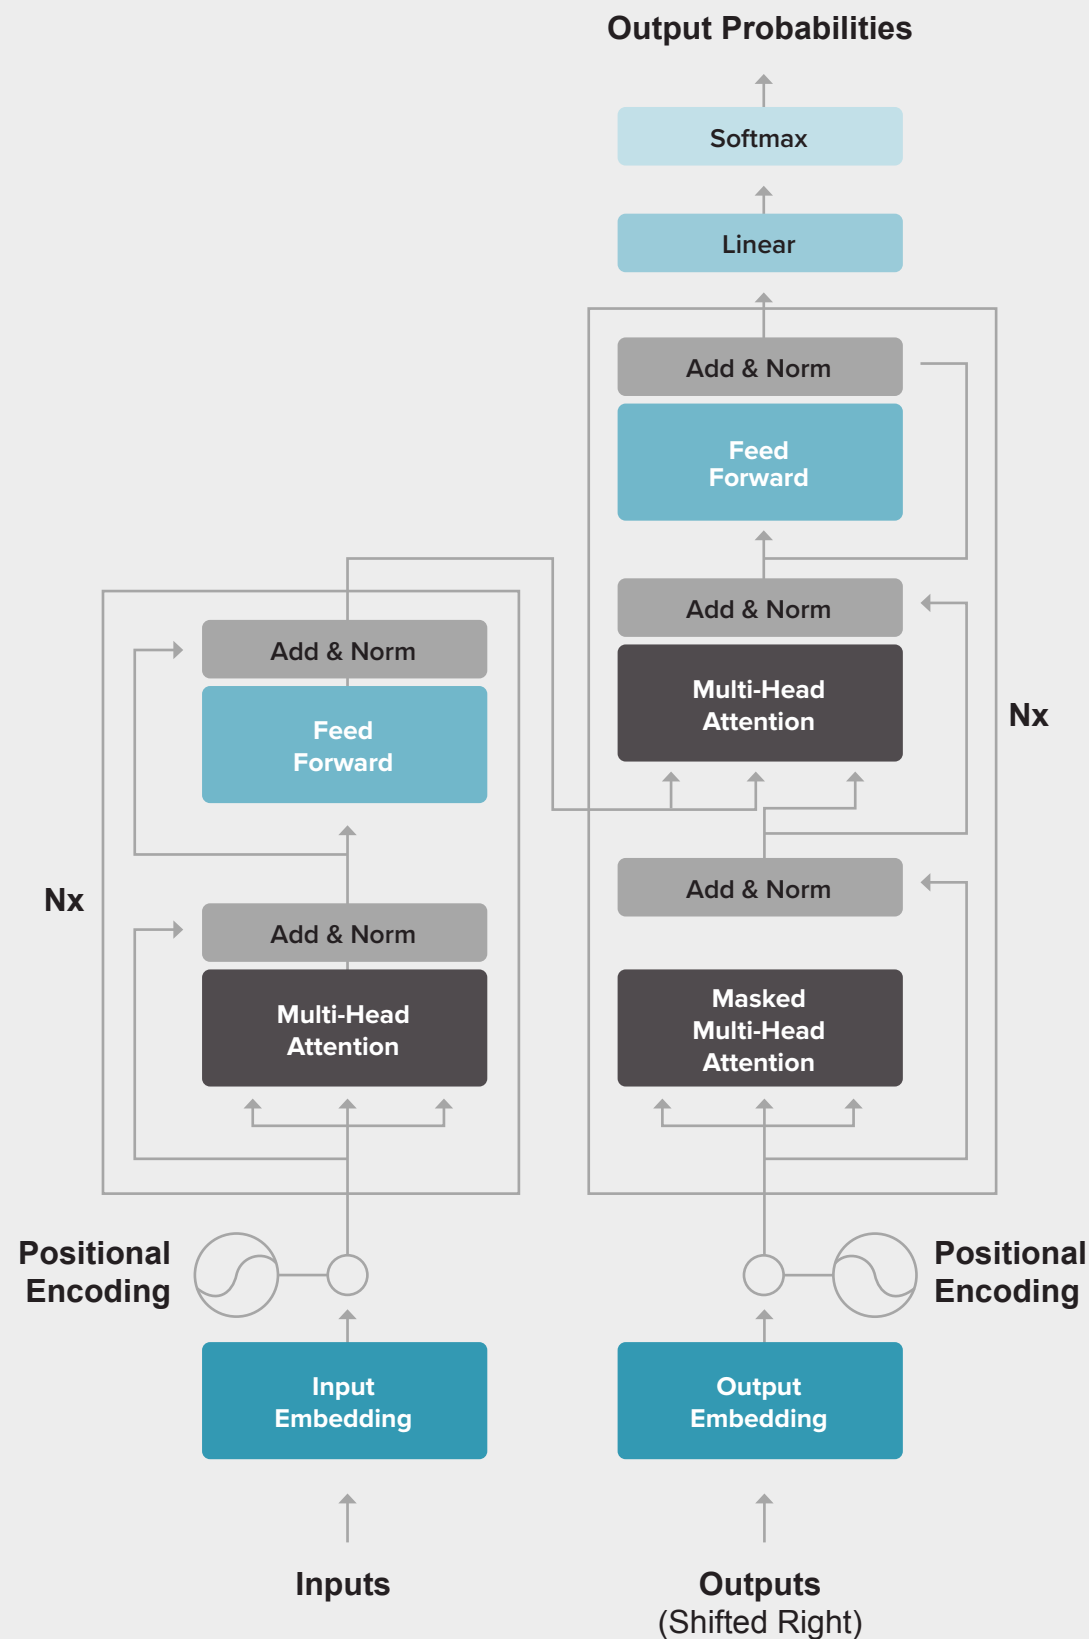 Output Probabilities
Softmax
Linear
Add & Norm
Feed
Forward
Add & Norm
Multi-Head
Attention
Nx
Add & Norm
Masked
Multi-Head
Attention
Add & Norm
Feed
Forward
Nx
Add & Norm
Multi-Head
Attention
Positional
Encoding
Positional
Encoding
Input
Embedding
Output
Embedding
Inputs
Outputs
(Shifted Right)